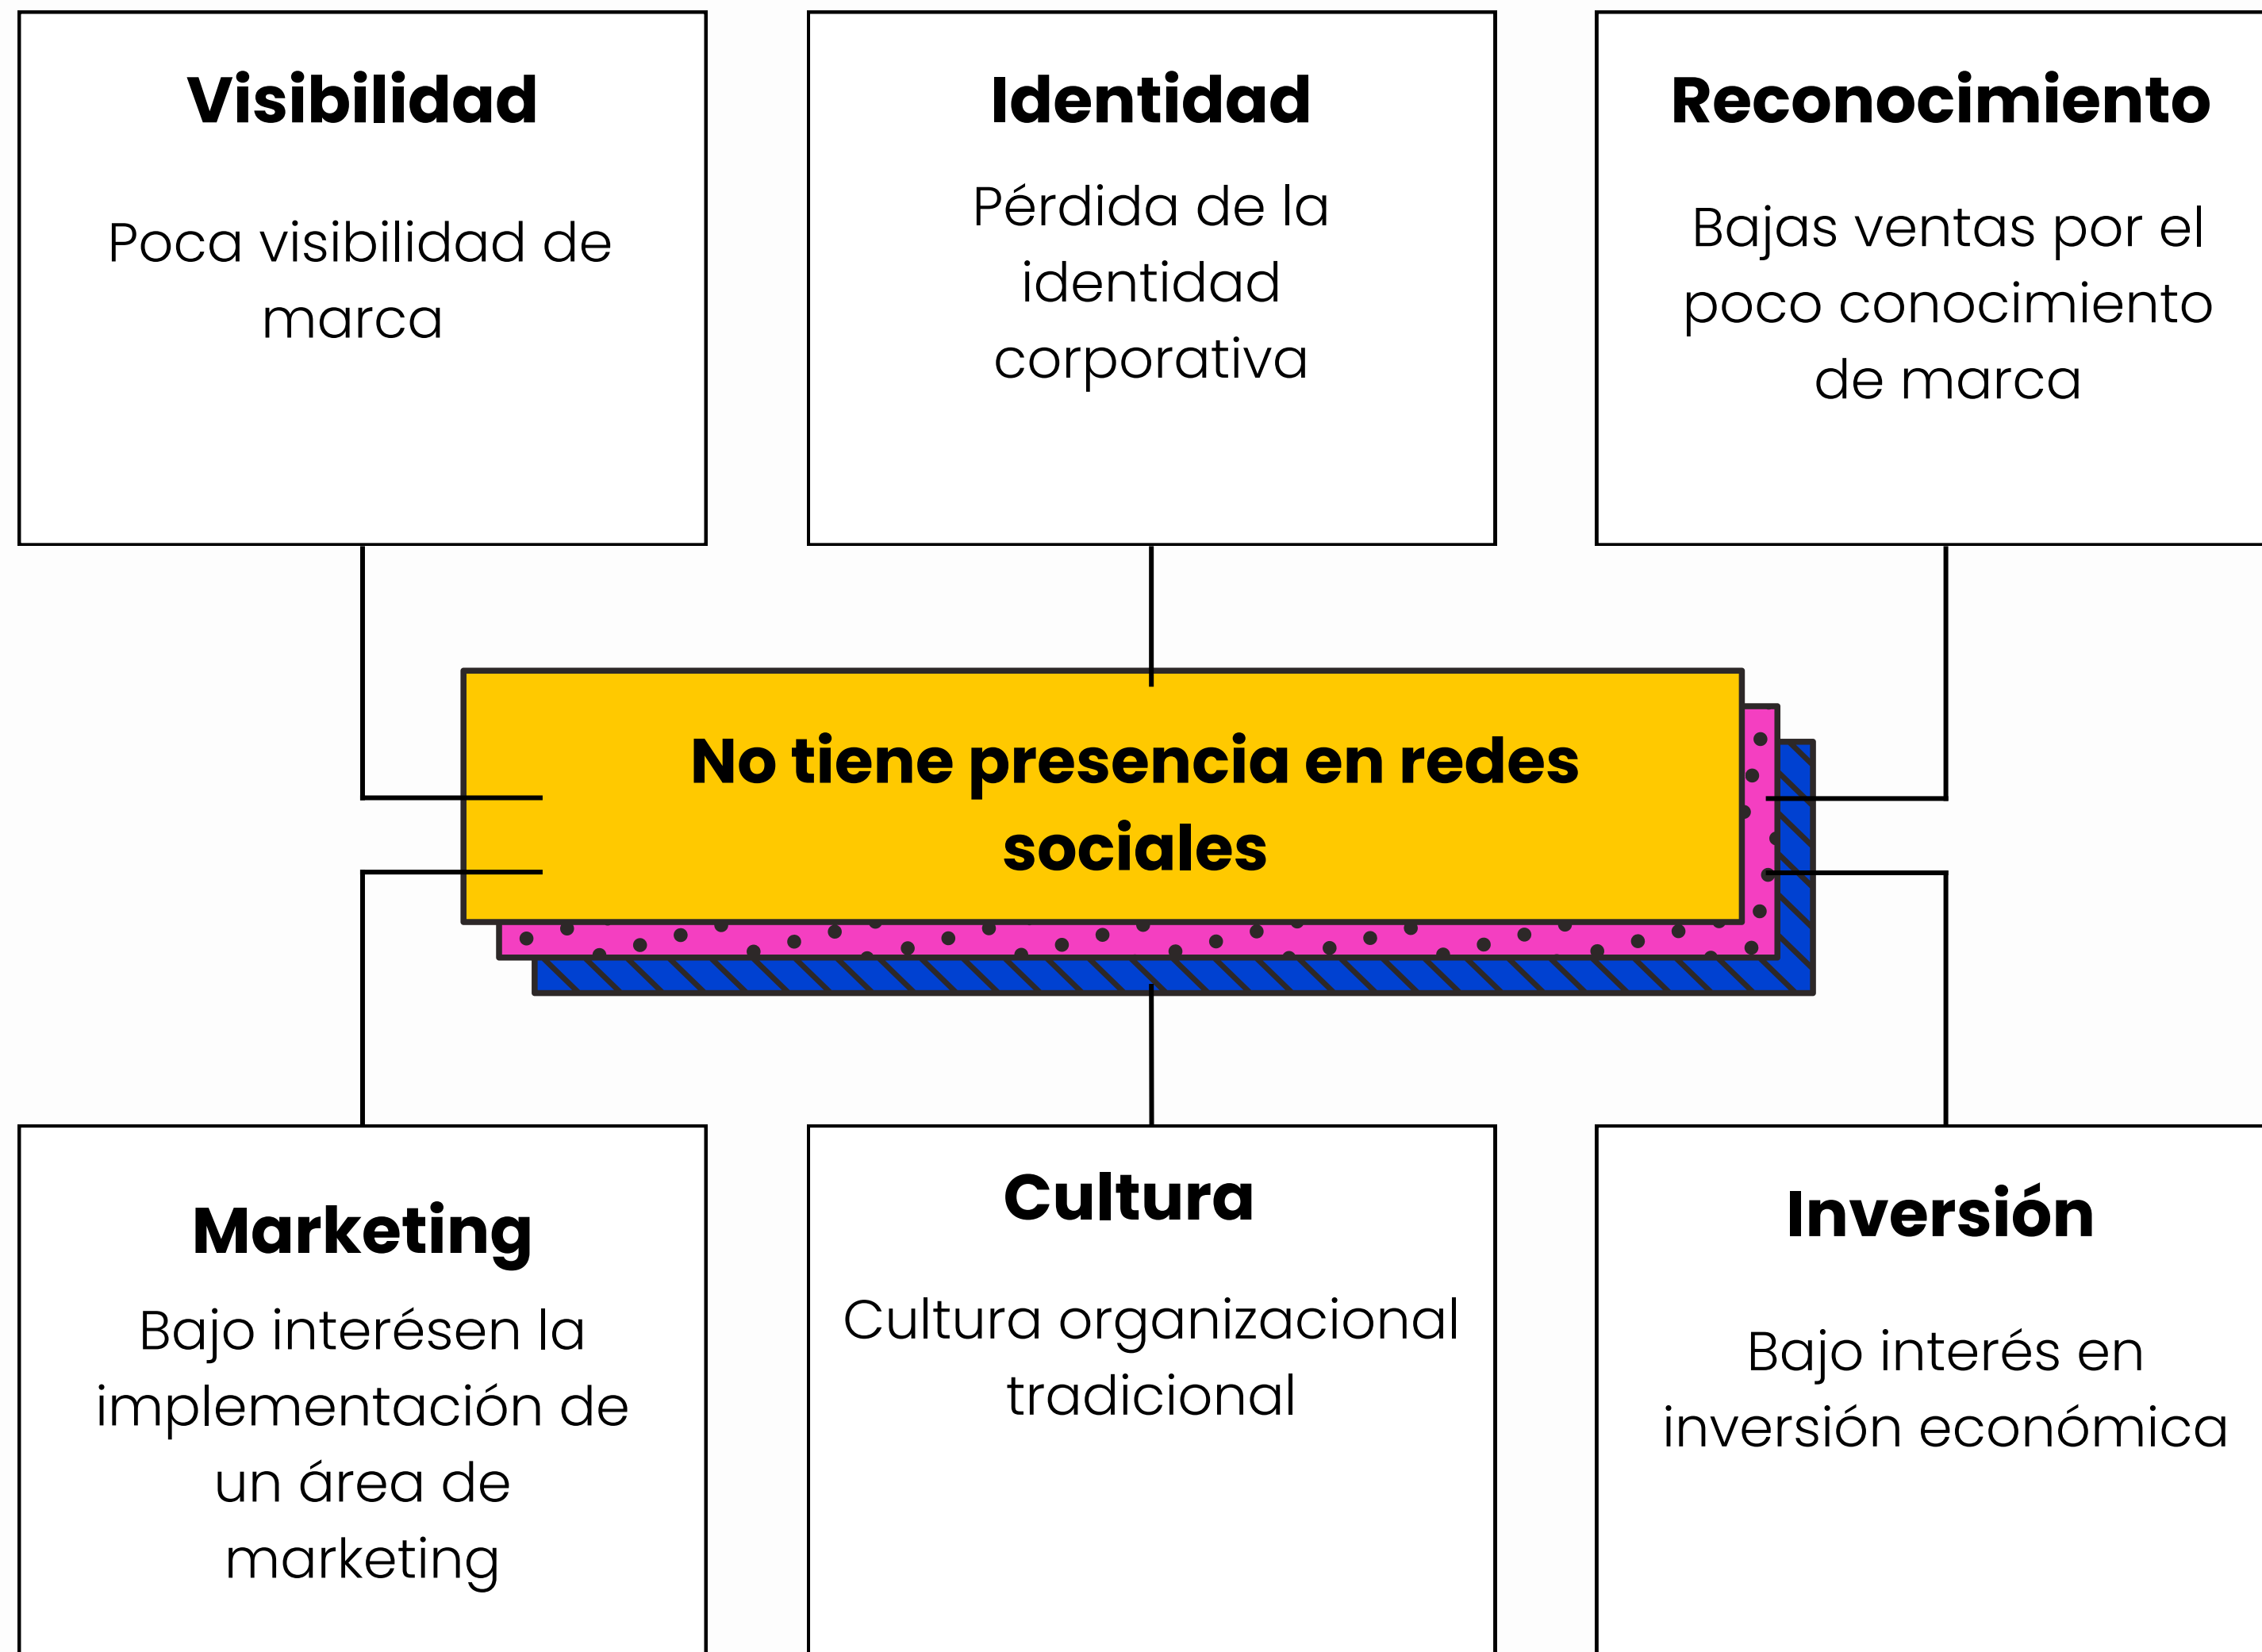 Visibilidad
Poca visibilidad de
marca
Identidad
Pérdida de la
identidad
corporativa
Reconocimiento
Bajas ventas por el
poco conocimiento
de marca
No tiene presencia en redes
sociales
Marketing
Bajo interésen la
implementación de
un área de
marketing
Cultura
Cultura organizacional
tradicional
Inversión
Bajo interés en
inversión económica